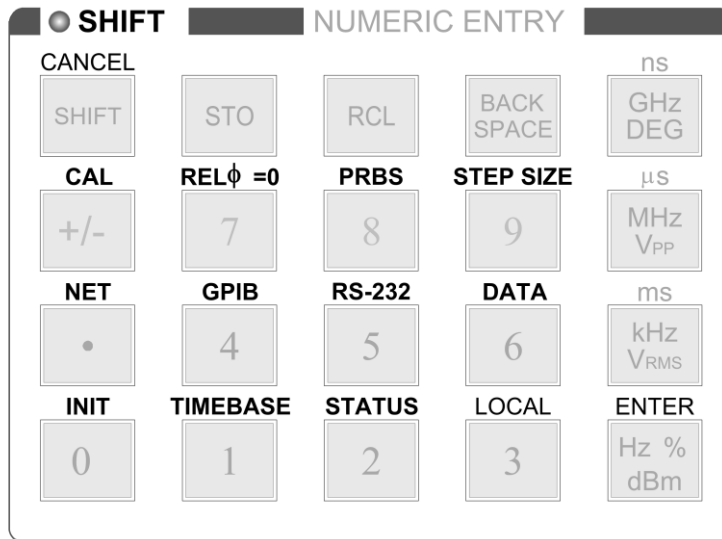 SHIFT NUMERIC ENTRY
CANCEL ns
SHIFT STO RCL BACK SPACE GHz DEG
CAL RELϕ =0 PRBS STEP SIZE µs
+/- 7 8 9 MHz VPP
NET GPIB RS-232 DATA ms
• 4 5 6 kHz VRMS
INIT TIMEBASE STATUS LOCAL ENTER
0 1 2 3 Hz % dBm